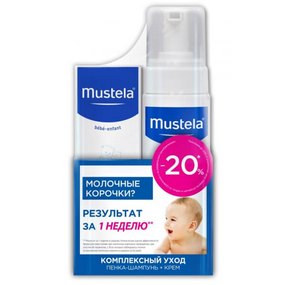 mustela
mustela
bébé-enfant
-20%*
МОЛОЧНЫЕ
КОРОЧКИ?
РЕЗУЛЬТАТ
ЗА 1 НЕДЕЛЮ**
КОМПЛЕКСНЫЙ УХОД
ПЕНКА-ШАМПУНЬ + КРЕМ